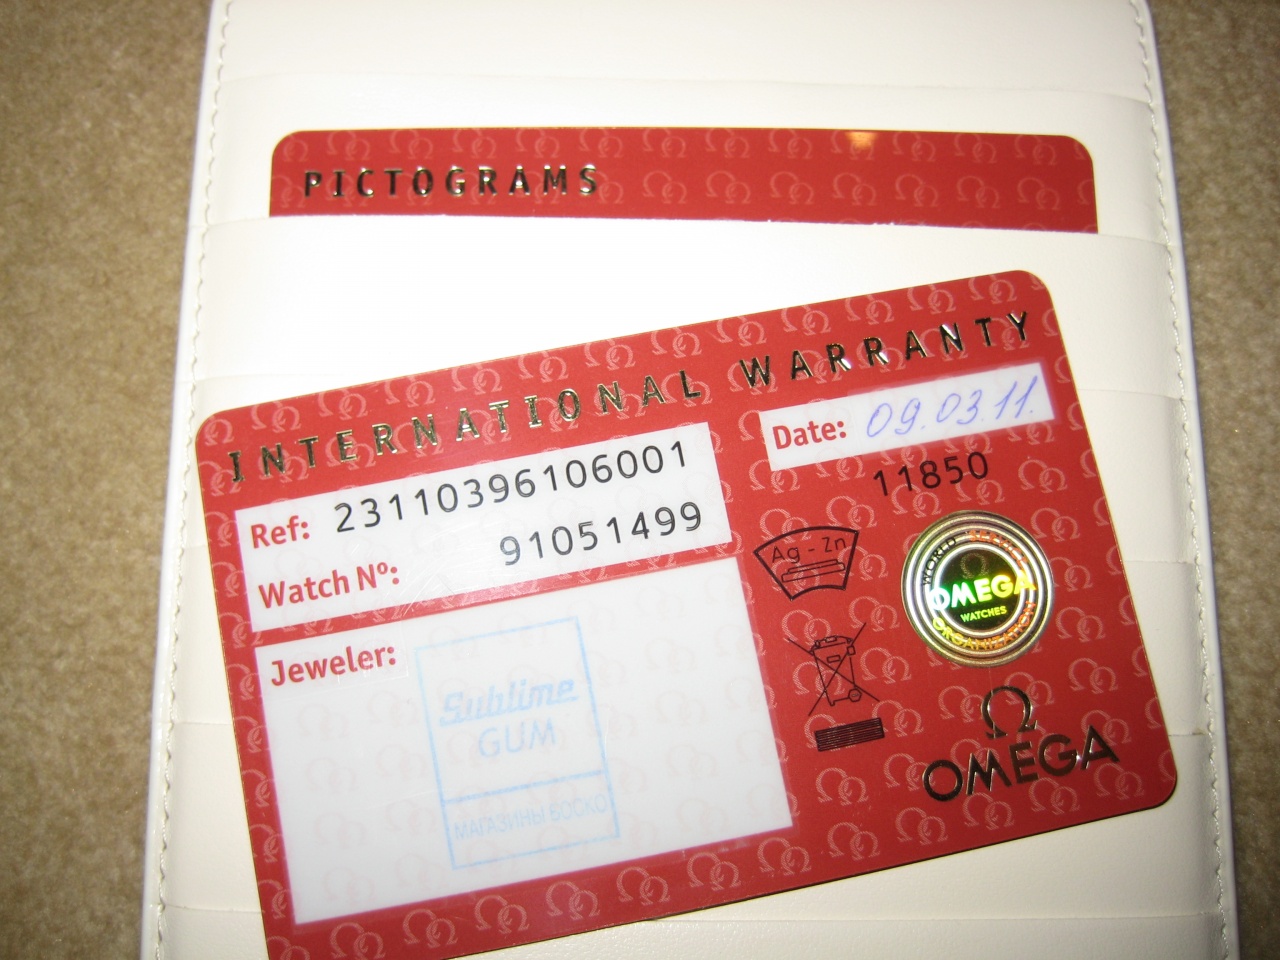 PICTOGRAMS
INTERNATIONAL WARRANTY
Ref: 23110396106001
Watch Nº: 91051499
Date: 09.03.11.
11850
Ag - Zn
WORLD SERVICE ORGANIZATION
OMEGA
WATCHES
Jeweler:
Sublime
GUM
МАГАЗИНЫ БОСКО
Ω
OMEGA